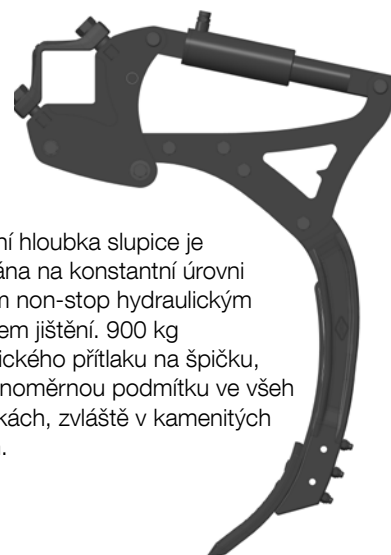 ní hloubka slupice je
ána na konstantní úrovni
m non-stop hydraulickým
em jištění. 900 kg
ického přítlaku na špičku,
noměrnou podmítku ve všeh
kách, zvláště v kamenitých
.